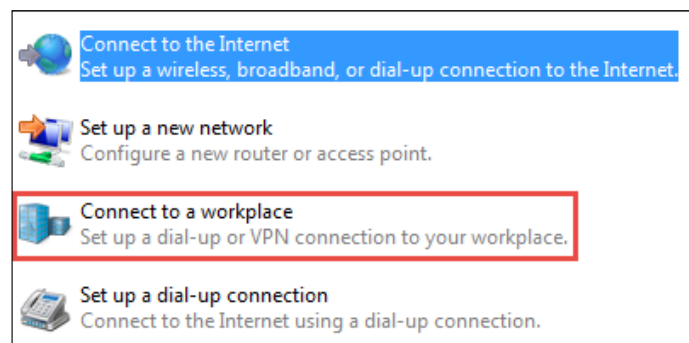 Connect to the Internet
Set up a wireless, broadband, or dial-up connection to the Internet.
Set up a new network
Configure a new router or access point.
Connect to a workplace
Set up a dial-up or VPN connection to your workplace.
Set up a dial-up connection
Connect to the Internet using a dial-up connection.